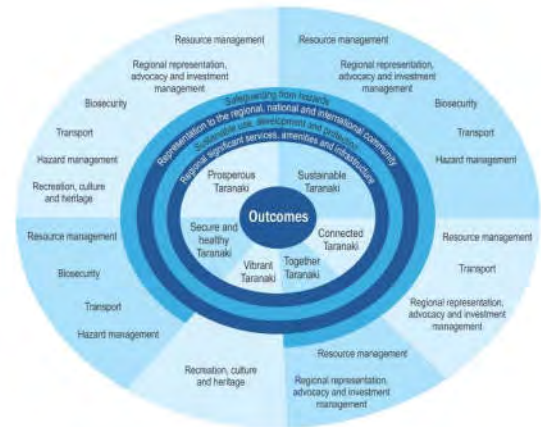 Resource management
Regional representation,
advocacy and investment
management
Biosecurity
Transport
Hazard management
Recreation, culture
and heritage
Resource management
Regional representation,
advocacy and investment
management
Biosecurity
Transport
Hazard management
Safeguarding from hazards
Representation to the regional, national and international community
Sustainable use, development and protection
Regional significant services, amenities and infrastructure
Prosperous
Taranaki
Sustainable
Taranaki
Outcomes
Secure and
healthy
Taranaki
Connected
Taranaki
Vibrant
Taranaki
Together
Taranaki
Resource management
Biosecurity
Transport
Hazard management
Resource management
Transport
Regional representation,
advocacy and investment
management
Recreation, culture
and heritage
Resource management
Regional representation,
advocacy and investment
management